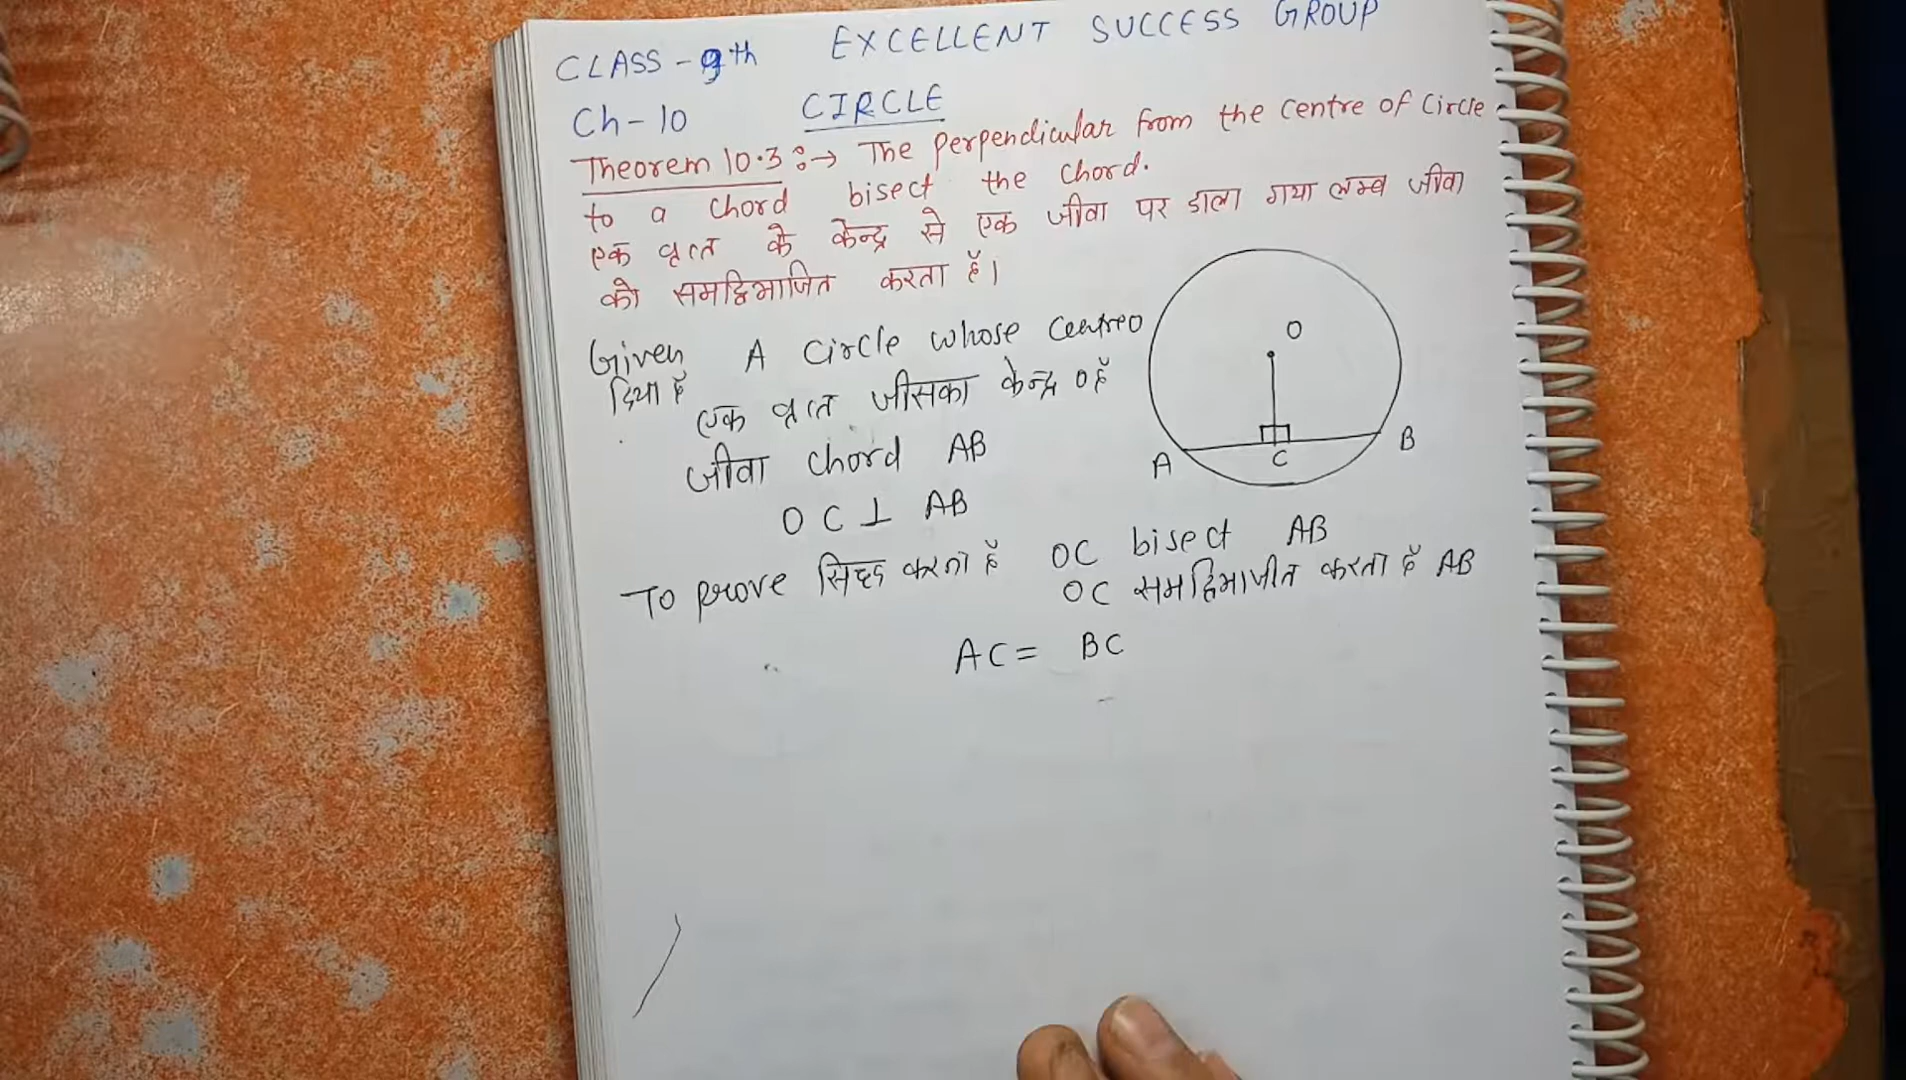 CLASS - 9th EXCELLENT SUCCESS GROUP
Ch - 10 CIRCLE
Theorem 10.3 :→ The perpendicular from the centre of circle
to a chord bisect the chord.
एक वृत्त के केन्द्र से एक जीवा पर डाला गया लम्ब जीवा
को समद्विभाजित करता हैं।
Given A circle whose centre O
दिया हैं
एक वृत्त जीसका केन्द्र O हैं
जीवा chord AB
OC ⊥ AB
To prove सिद्ध करना हैं OC bisect AB
OC समद्विभाजीत करता हैं AB
AC = BC
O
A
C
B